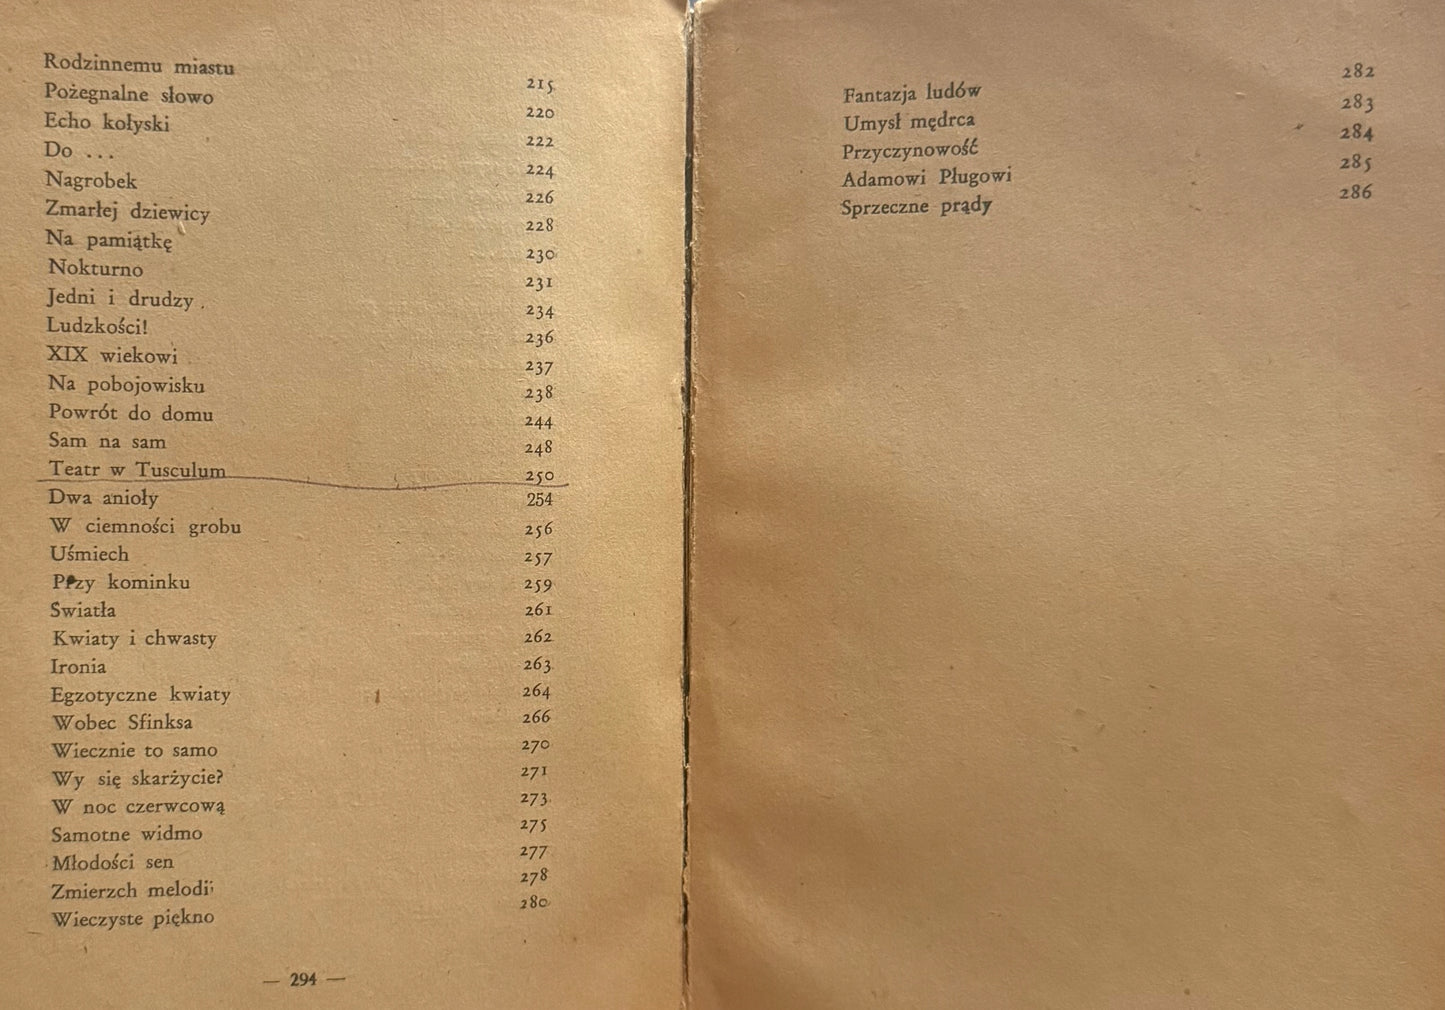 Rodzinnemu miastu 215
Pożegnalne słowo 220
Echo kołyski 222
Do ... 224
Nagrobek 226
Zmarłej dziewicy 228
Na pamiątkę 230
Nokturno 231
Jedni i drudzy 234
Ludzkości! 236
XIX wiekowi 237
Na pobojowisku 238
Powrót do domu 244
Sam na sam 248
Teatr w Tusculum 250
Dwa anioły 254
W ciemności grobu 256
Uśmiech 257
Przy kominku 259
Swiatła 261
Kwiaty i chwasty 262
Ironia 263
Egzotyczne kwiaty 264
Wobec Sfinksa 266
Wiecznie to samo 270
Wy się skarżycie? 271
W noc czerwcową 273
Samotne widmo 275
Młodości sen 277
Zmierzch melodii 278
Wieczyste piękno 280
— 294 —
Fantazja ludów 282
Umysł mędrca 283
Przyczynowość 284
Adamowi Pługowi 285
Sprzeczne prądy 286